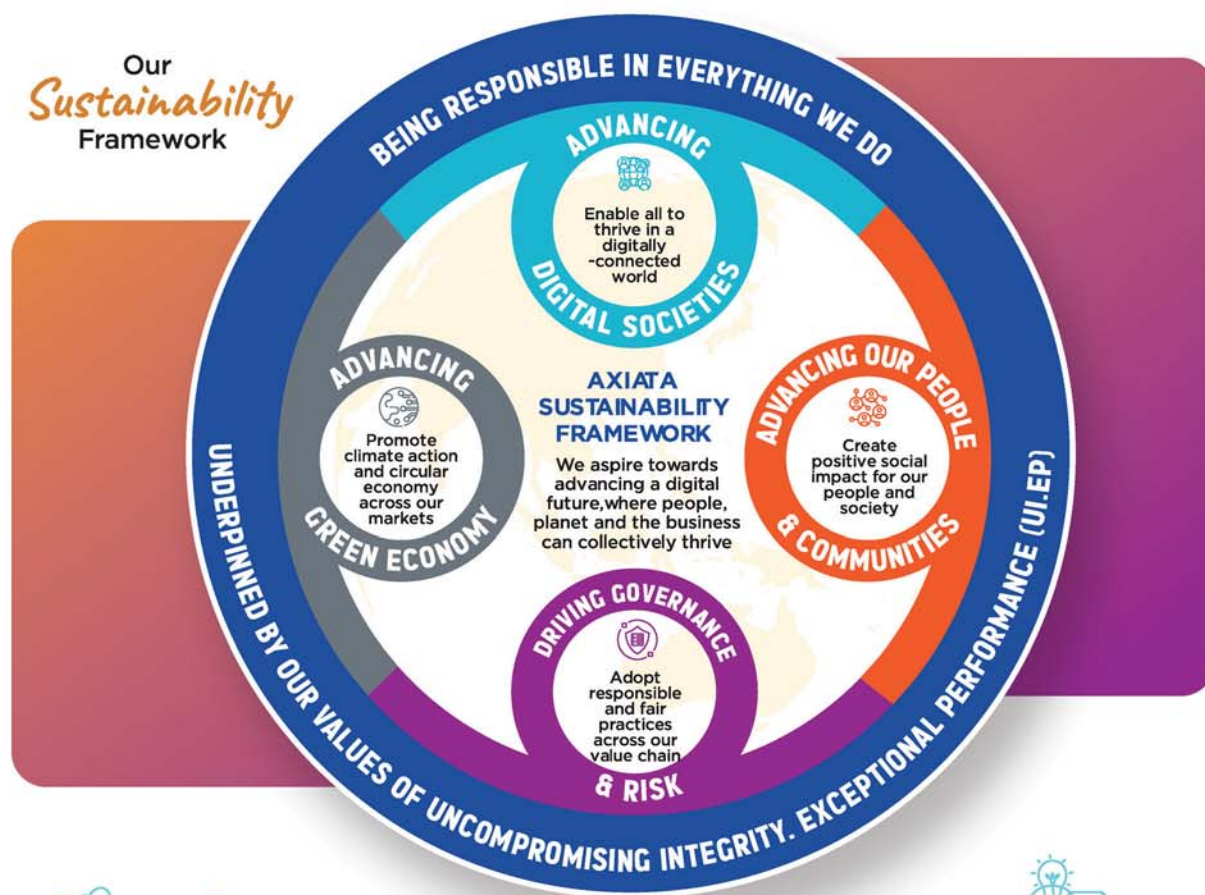 Our
Sustainability
Framework
BEING RESPONSIBLE IN EVERYTHING WE DO
ADVANCING
Enable all to
thrive in a
digitally
-connected
world
DIGITAL SOCIETIES
ADVANCING
Promote
climate action
and circular
economy
across our
markets
GREEN ECONOMY
AXIATA
SUSTAINABILITY
FRAMEWORK
We aspire towards
advancing a digital
future,where people,
planet and the business
can collectively thrive
ADVANCING OUR PEOPLE
Create
positive social
impact for our
people and
society
& COMMUNITIES
DRIVING GOVERNANCE
Adopt
responsible
and fair
practices
across our
value chain
& RISK
UNDERPINNED BY OUR VALUES OF UNCOMPROMISING INTEGRITY. EXCEPTIONAL PERFORMANCE (UI.EP)